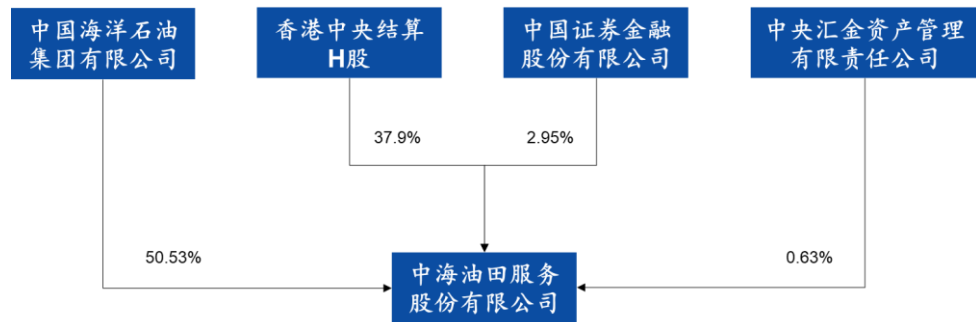 中国海洋石油
集团有限公司
香港中央结算
H股
中国证券金融
股份有限公司
中央汇金资产管理
有限责任公司
37.9%
2.95%
50.53%
0.63%
中海油田服务
股份有限公司